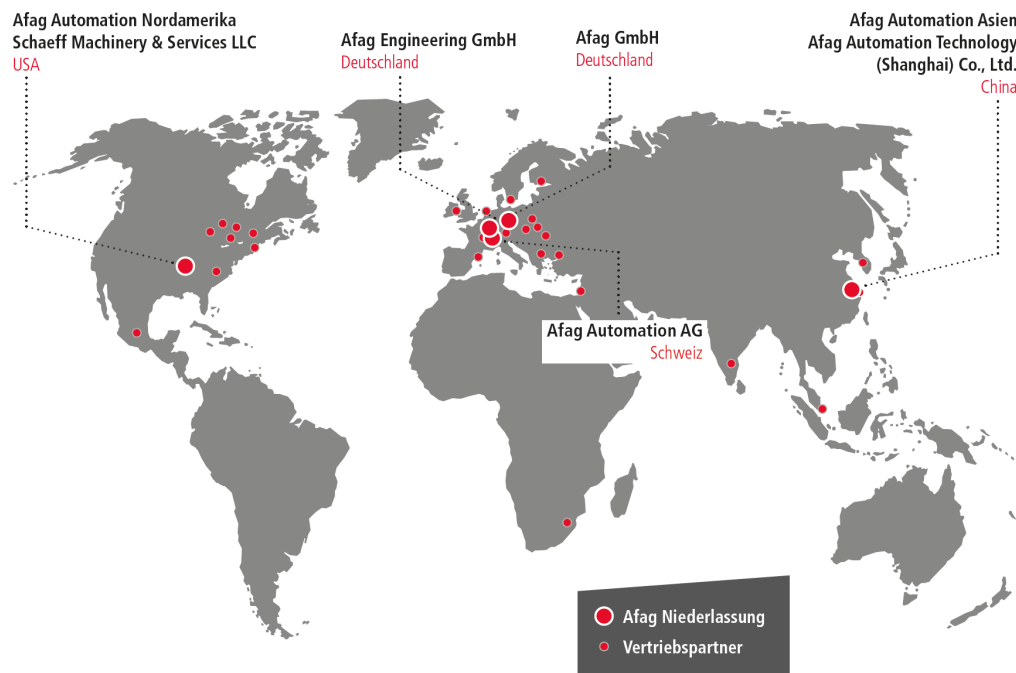 Afag Automation Nordamerika
Schaeff Machinery & Services LLC
USA
Afag Engineering GmbH
Deutschland
Afag GmbH
Deutschland
Afag Automation Asien
Afag Automation Technology
(Shanghai) Co., Ltd.
China
Afag Automation AG
Schweiz
Afag Niederlassung
Vertriebspartner